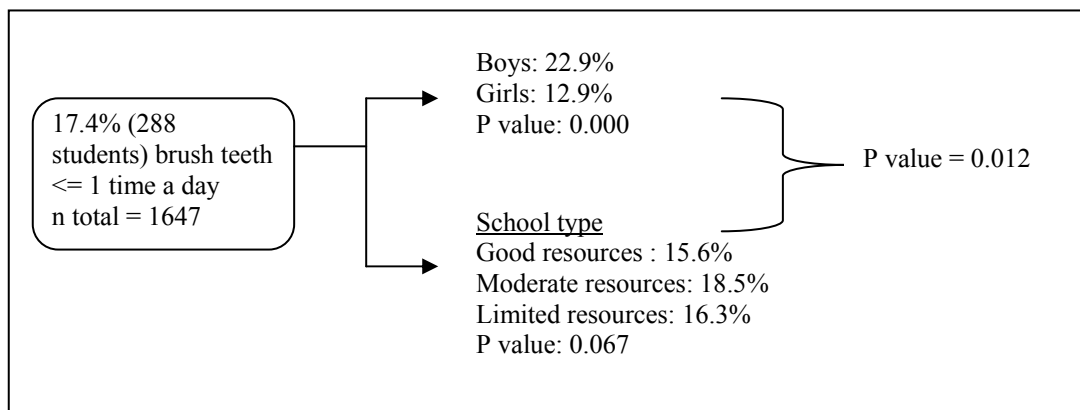 17.4% (288
students) brush teeth
<= 1 time a day
n total = 1647
Boys: 22.9%
Girls: 12.9%
P value: 0.000
School type
Good resources : 15.6%
Moderate resources: 18.5%
Limited resources: 16.3%
P value: 0.067
P value = 0.012